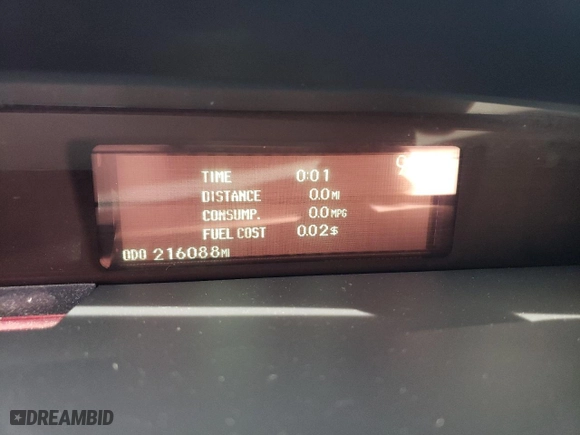 TIME 0:01
DISTANCE 0.0 MI
CONSUMP. 0.0 MPG
FUEL COST 0.02 $
ODO 216088 MI
DREAMBID